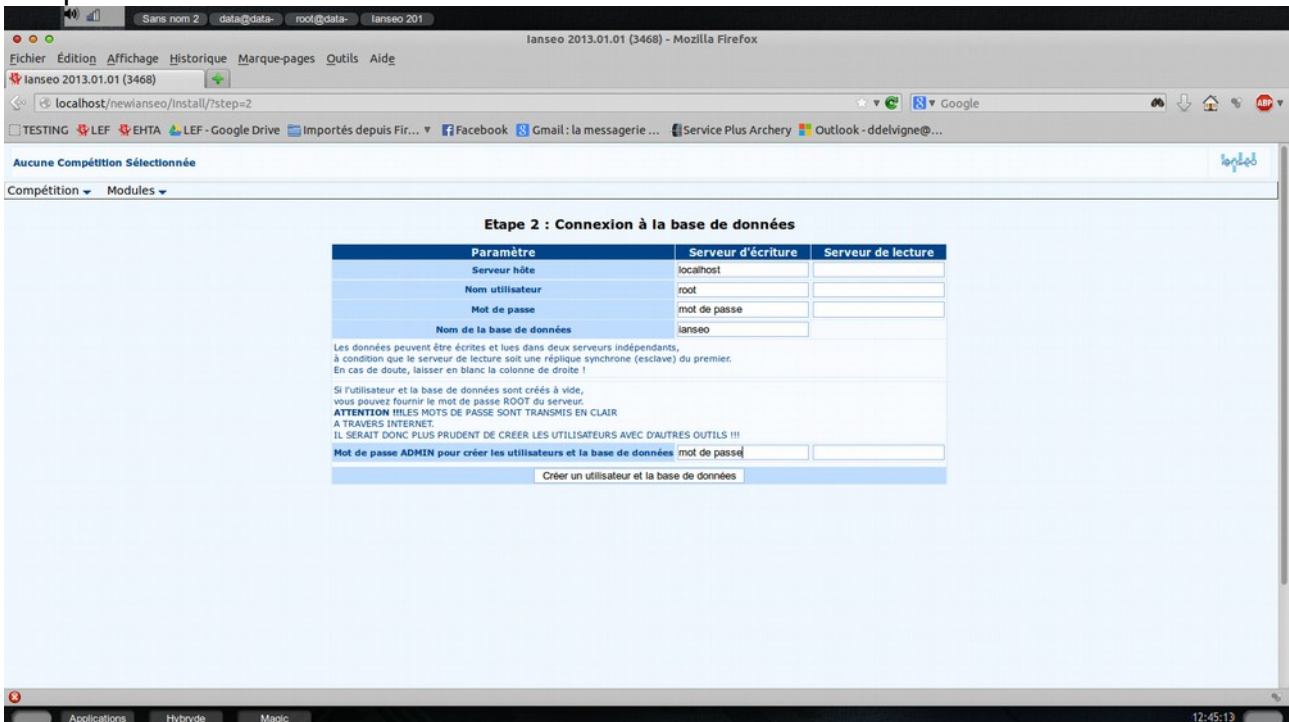 Sans nom 2 data@data- root@data- Ianseo 201
Ianseo 2013.01.01 (3468) - Mozilla Firefox
Fichier Édition Affichage Historique Marque-pages Outils Aide
Ianseo 2013.01.01 (3468)
localhost/newianseo/Install/?step=2 Google
TESTING LEF EHTA LEF - Google Drive Importés depuis Fir... Facebook Gmail : la messagerie ... Service Plus Archery Outlook - ddelvigne@...
Aucune Compétition Sélectionnée
Compétition Modules
Etape 2 : Connexion à la base de données
Paramètre Serveur d'écriture Serveur de lecture
Serveur hôte localhost
Nom utilisateur root
Mot de passe mot de passe
Nom de la base de données ianseo
Les données peuvent être écrites et lues dans deux serveurs indépendants,
à condition que le serveur de lecture soit une réplique synchrone (esclave) du premier.
En cas de doute, laisser en blanc la colonne de droite !
Si l'utilisateur et la base de données sont créés à vide,
vous pouvez fournir le mot de passe ROOT du serveur.
ATTENTION !!!LES MOTS DE PASSE SONT TRANSMIS EN CLAIR
A TRAVERS INTERNET.
IL SERAIT DONC PLUS PRUDENT DE CREER LES UTILISATEURS AVEC D'AUTRES OUTILS !!!
Mot de passe ADMIN pour créer les utilisateurs et la base de données mot de passe
Créer un utilisateur et la base de données
Applications Hybryde Magic 12:45:13